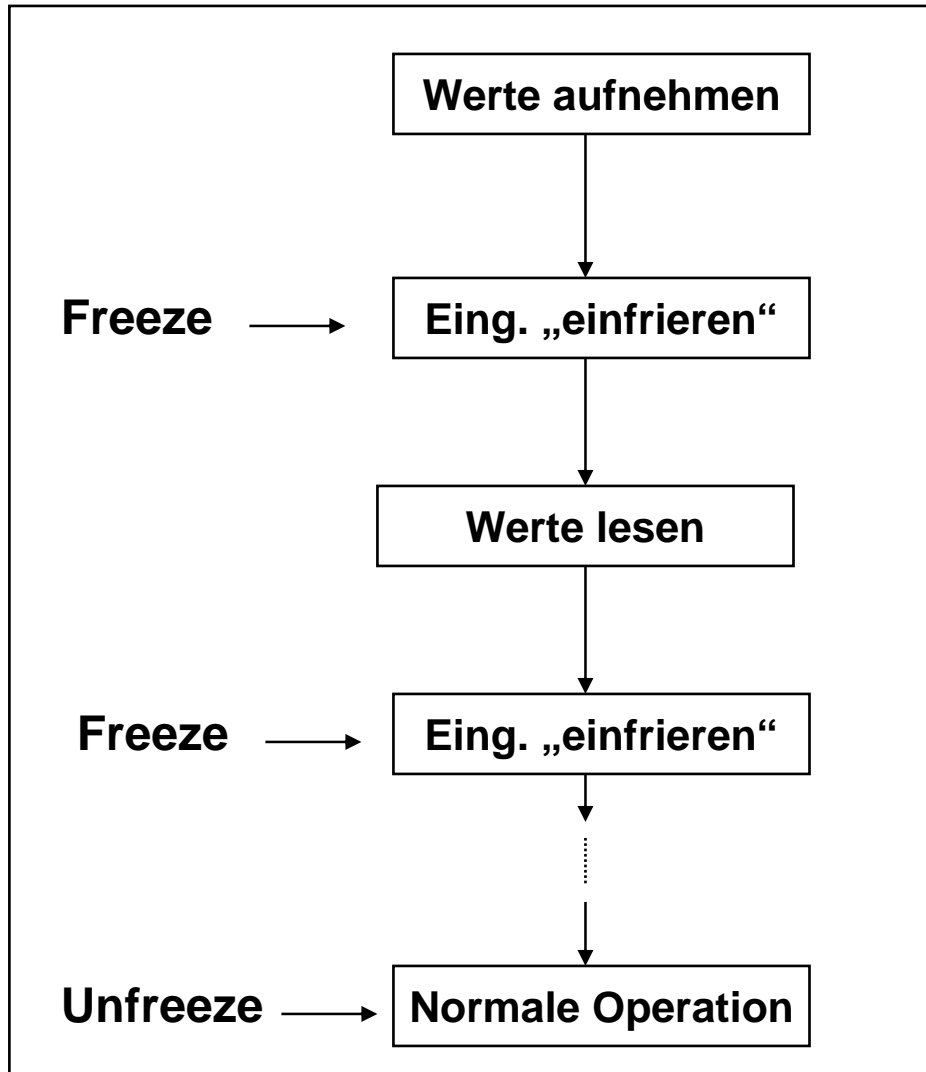 Werte aufnehmen
Freeze
Eing. „einfrieren“
Werte lesen
Freeze
Eing. „einfrieren“
Unfreeze
Normale Operation